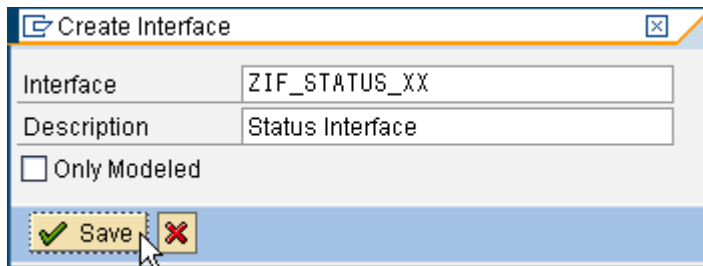 Create Interface
Interface ZIF_STATUS_XX
Description Status Interface
Only Modeled
Save